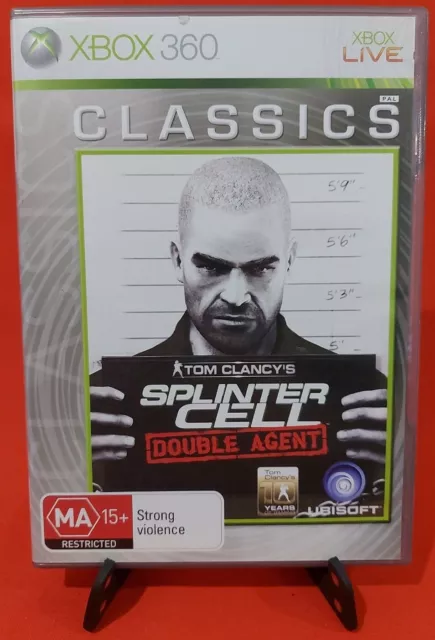 XBOX 360
XBOX
LIVE
PAL
CLASSICS
5'9"
5'6"
5'3"
5'
TOM CLANCY'S
SPLINTER
CELL
DOUBLE AGENT
Tom
Clancy's
10
YEARS
UBISOFT
MA 15+
RESTRICTED
Strong
violence